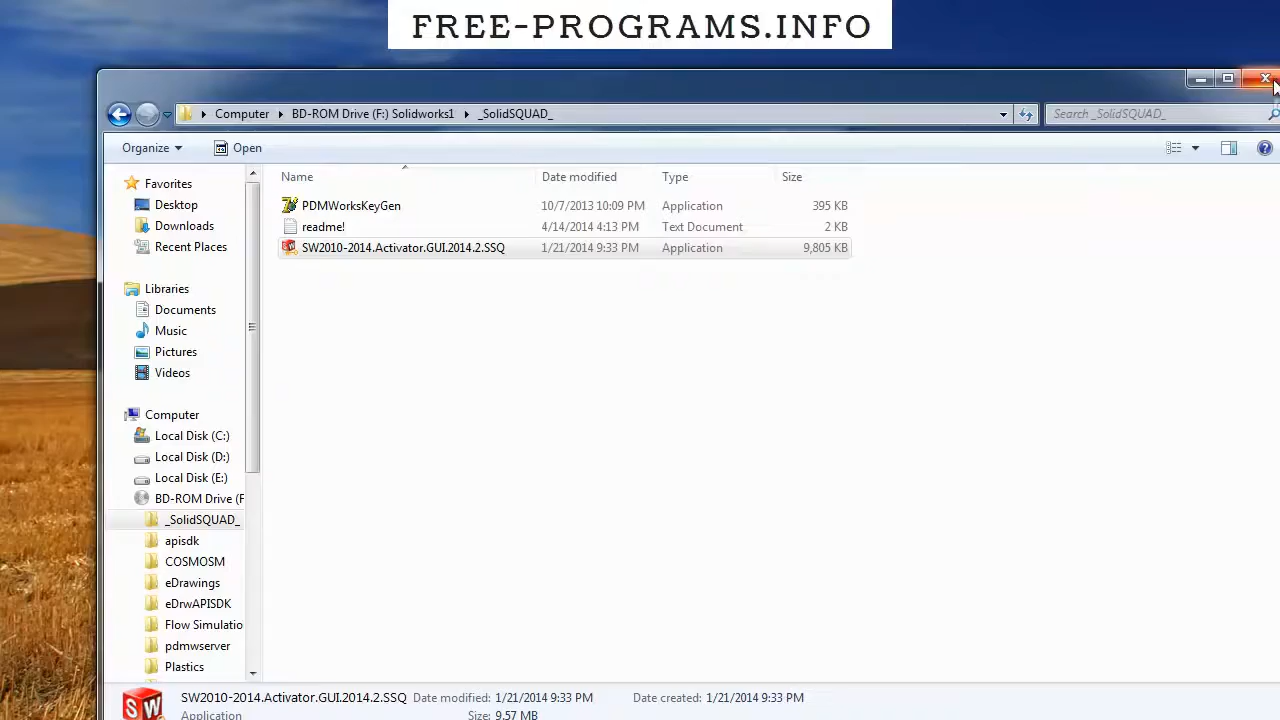 FREE-PROGRAMS.INFO
Computer BD-ROM Drive (F:) Solidworks1 _SolidSQUAD_ Search _SolidSQUAD_
Organize Open
Name Date modified Type Size
PDMWorksKeyGen 10/7/2013 10:09 PM Application 395 KB
readme! 4/14/2014 4:13 PM Text Document 2 KB
SW2010-2014.Activator.GUI.2014.2.SSQ 1/21/2014 9:33 PM Application 9,805 KB
Favorites
Desktop
Downloads
Recent Places
Libraries
Documents
Music
Pictures
Videos
Computer
Local Disk (C:)
Local Disk (D:)
Local Disk (E:)
BD-ROM Drive (F
_SolidSQUAD_
apisdk
COSMOSM
eDrawings
eDrwAPISDK
Flow Simulatio
pdmwserver
Plastics
SW2010-2014.Activator.GUI.2014.2.SSQ Date modified: 1/21/2014 9:33 PM Date created: 1/21/2014 9:33 PM
Application Size: 9.57 MB